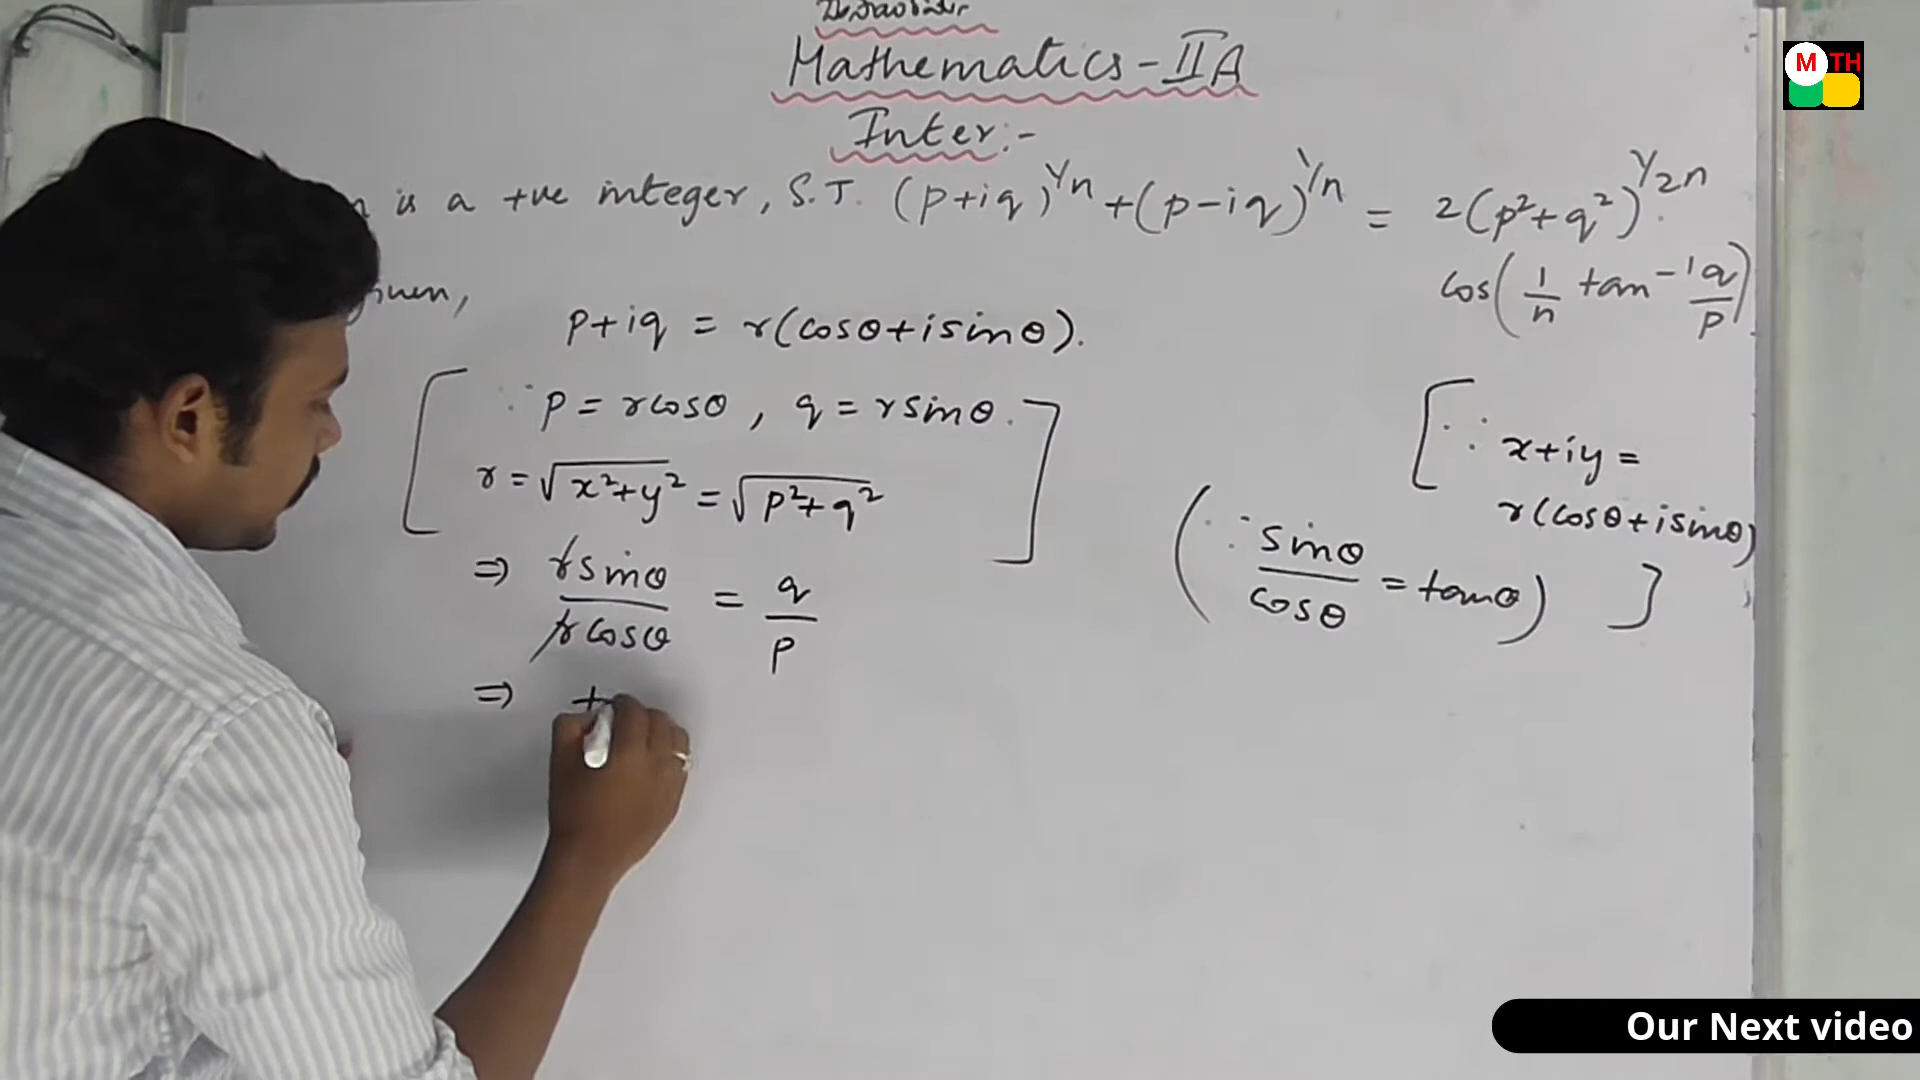 Mathematics-IIA
Inter:-
n is a +ve integer, S.T. (p+iq)^1/n + (p-iq)^1/n = 2(p²+q²)^1/2n.
cos(1/n tan⁻¹ q/p).
p+iq = r(cosθ+isinθ).
[∵ p = rcosθ, q = rsinθ.
r = √x²+y² = √p²+q²]
⇒ rsinθ/rcosθ = q/p
⇒ t
[∵ x+iy =
r(cosθ+isinθ)
]
(∵ sinθ/cosθ = tanθ)
M TH
Our Next video